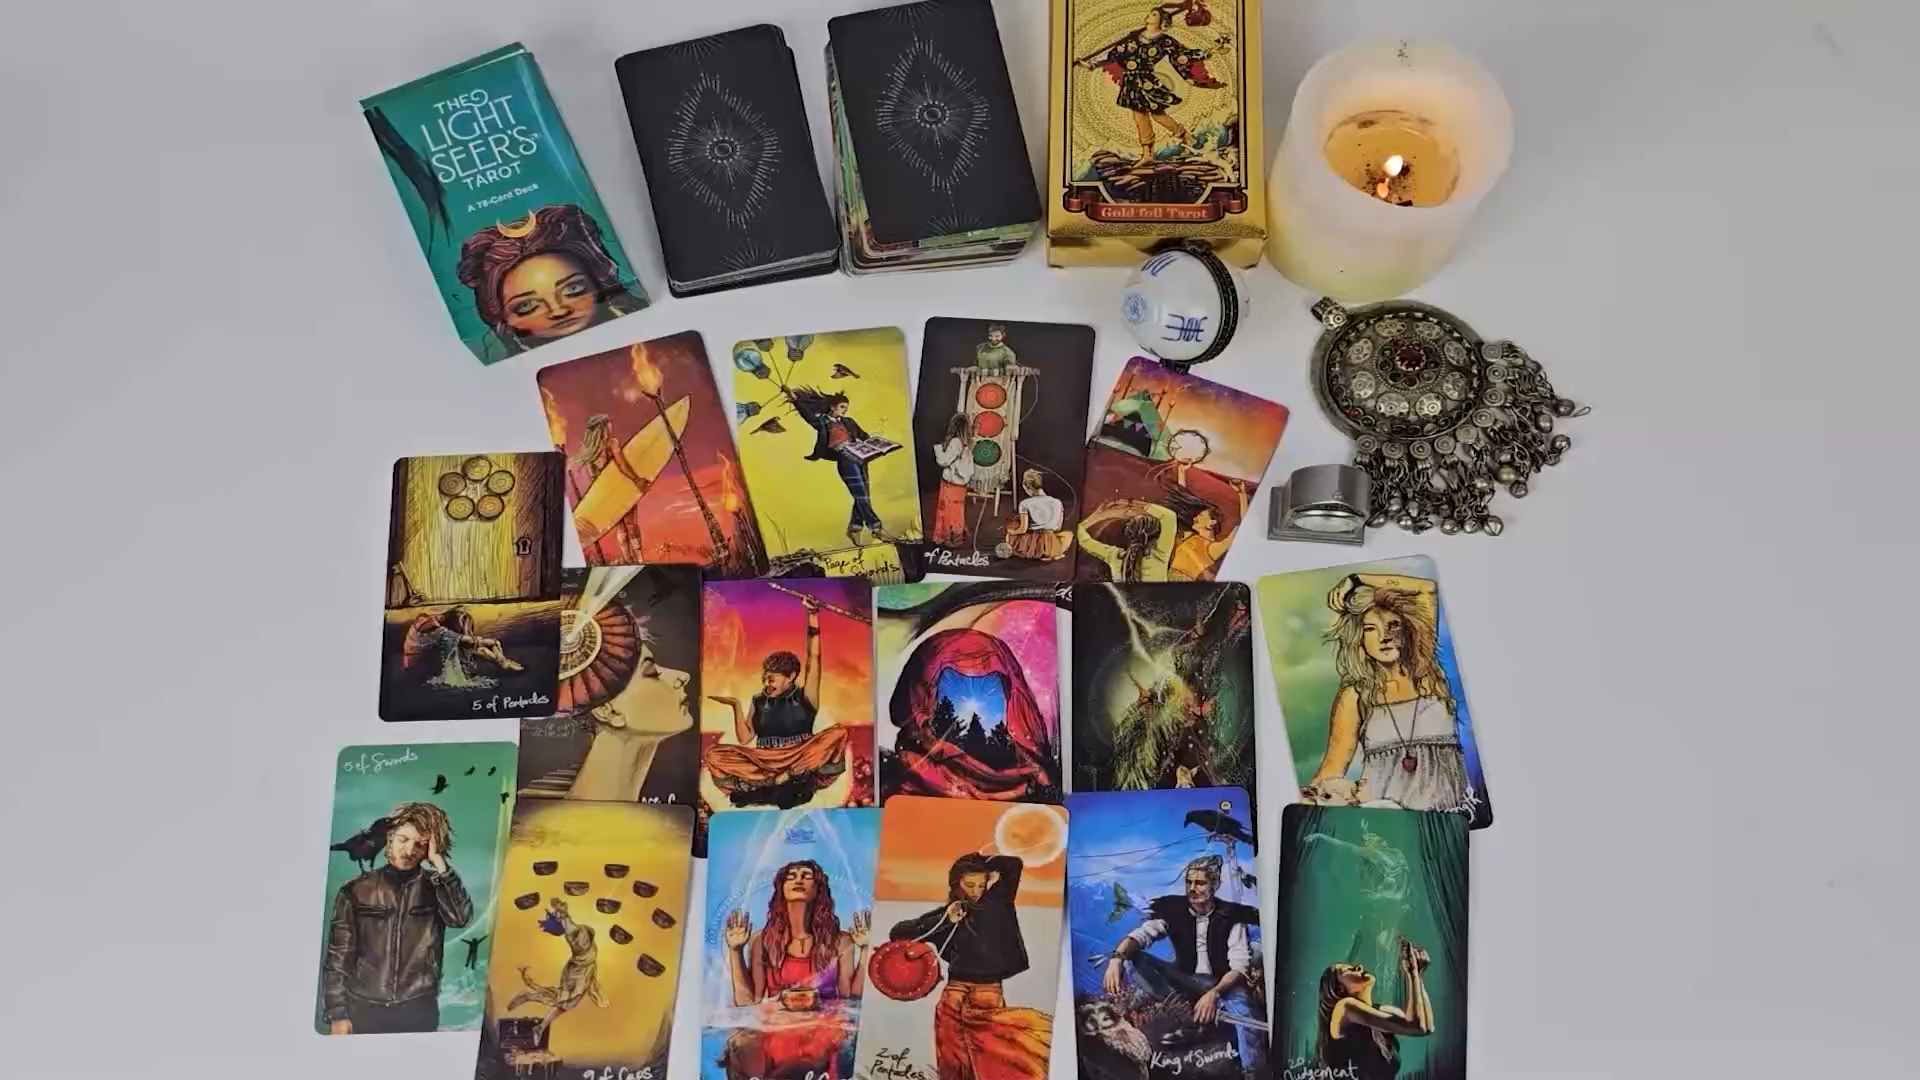 THE
LIGHT
SEER'S
TAROT
A 78-Card Deck
Gold foil Tarot
Page of
Swords
of Pentacles
5 of Pentacles
5 of Swords
9 of Cups
2 of
Pentacles
King of Swords
20
Judgement